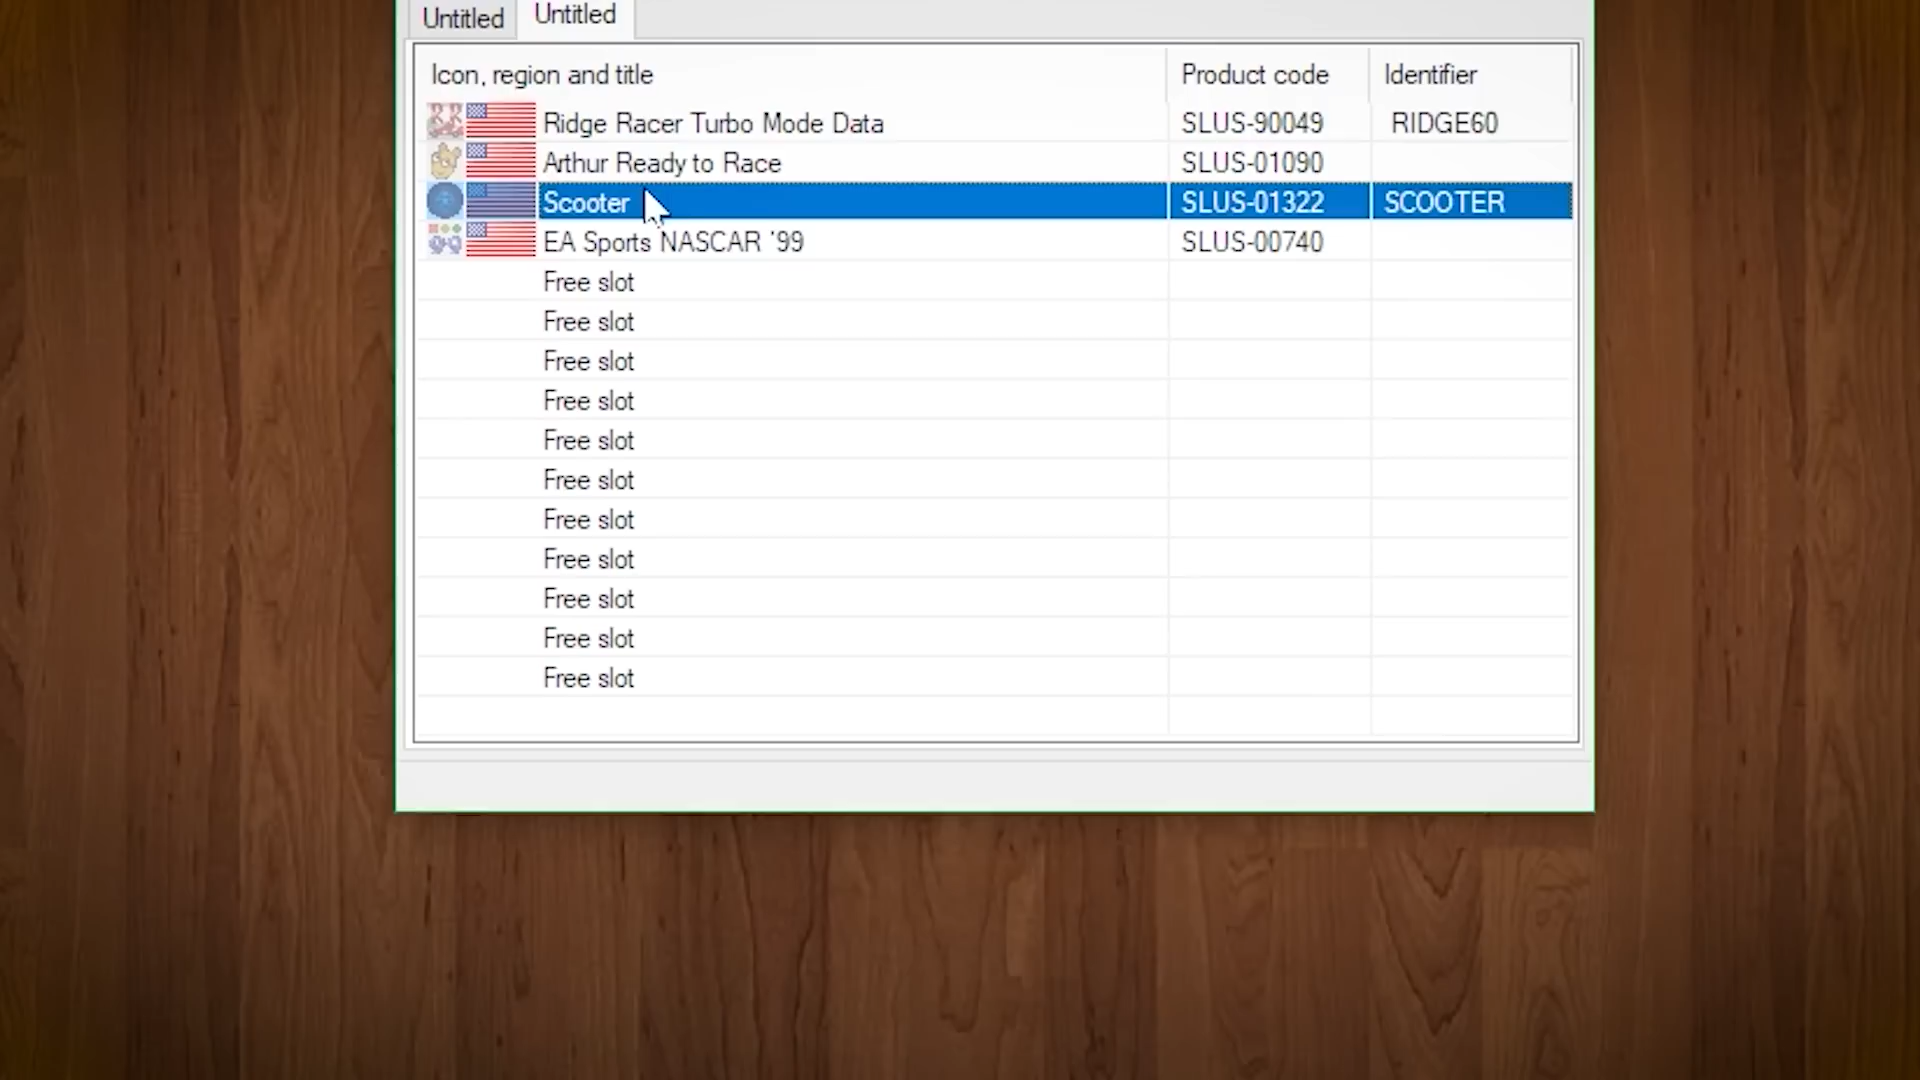 Untitled Untitled
Icon, region and title Product code Identifier
Ridge Racer Turbo Mode Data SLUS-90049 RIDGE60
Arthur Ready to Race SLUS-01090
Scooter SLUS-01322 SCOOTER
EA Sports NASCAR '99 SLUS-00740
Free slot
Free slot
Free slot
Free slot
Free slot
Free slot
Free slot
Free slot
Free slot
Free slot
Free slot